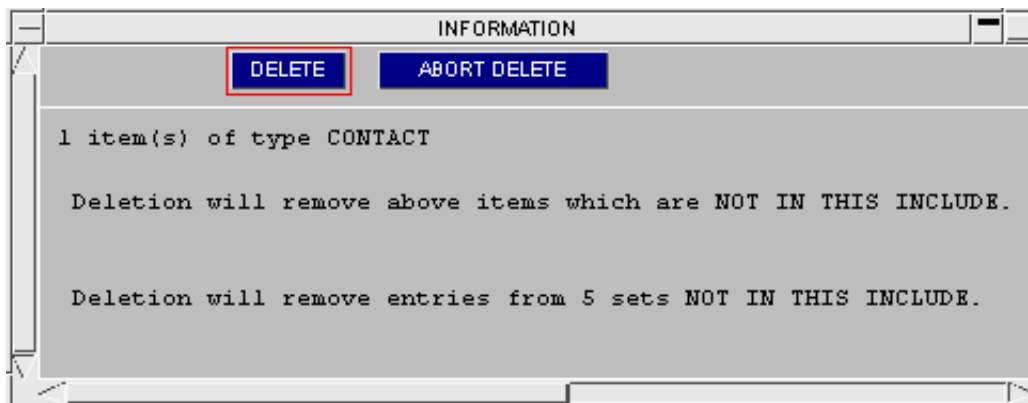 INFORMATION
DELETE ABORT DELETE
1 item(s) of type CONTACT
Deletion will remove above items which are NOT IN THIS INCLUDE.
Deletion will remove entries from 5 sets NOT IN THIS INCLUDE.